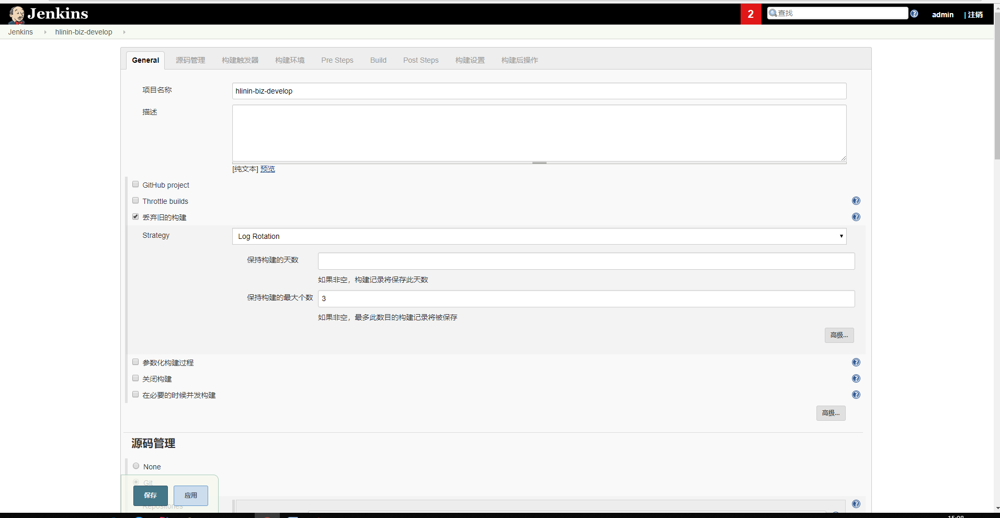 Jenkins
2
查找
admin
| 注销
Jenkins
hlinin-biz-develop
General
源码管理
构建触发器
构建环境
Pre Steps
Build
Post Steps
构建设置
构建后操作
项目名称
hlinin-biz-develop
描述
[纯文本] 预览
GitHub project
Throttle builds
丢弃旧的构建
Strategy
Log Rotation
保持构建的天数
如果非空，构建记录将保存此天数
保持构建的最大个数
3
如果非空，最多此数目的构建记录将被保存
高级...
参数化构建过程
关闭构建
在必要的时候并发构建
高级...
源码管理
None
Git
保存
应用
Repositories
15:08